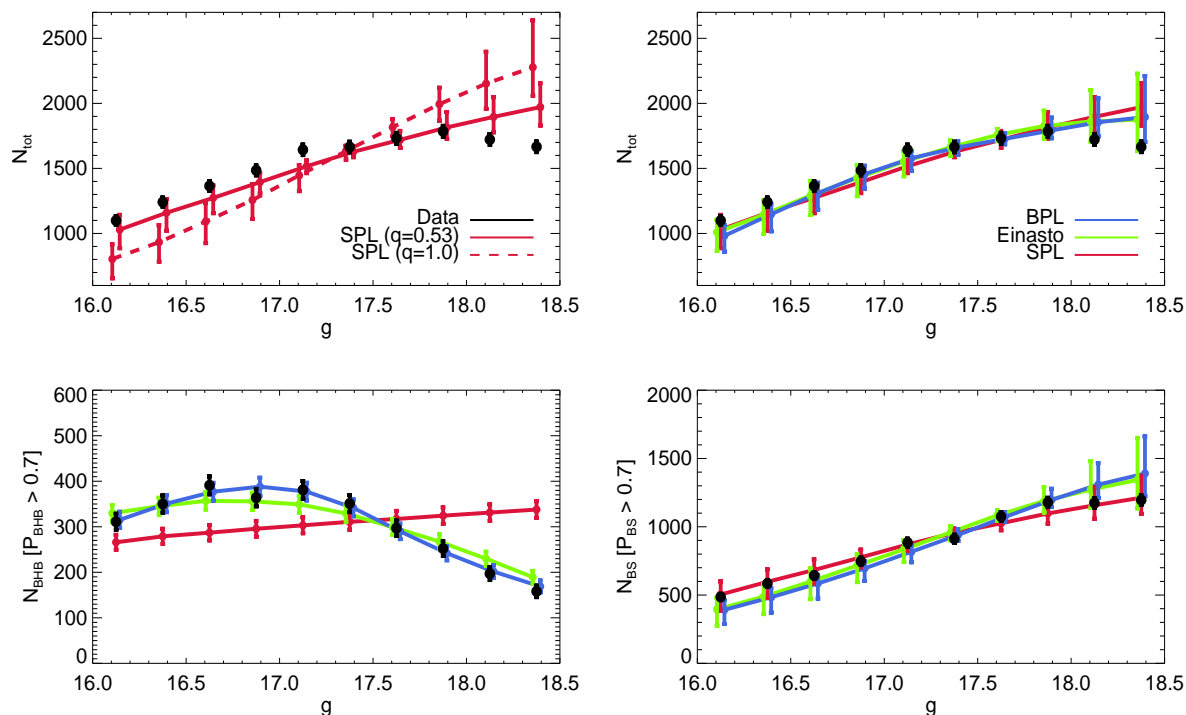 2500
2000
1500
1000
N_tot
Data
SPL (q=0.53)
SPL (q=1.0)
16.0 16.5 17.0 17.5 18.0 18.5
g
2500
2000
1500
1000
N_tot
BPL
Einasto
SPL
16.0 16.5 17.0 17.5 18.0 18.5
g
600
500
400
300
200
100
0
N_BHB [P_BHB > 0.7]
16.0 16.5 17.0 17.5 18.0 18.5
g
2000
1500
1000
500
0
N_BS [P_BS > 0.7]
16.0 16.5 17.0 17.5 18.0 18.5
g